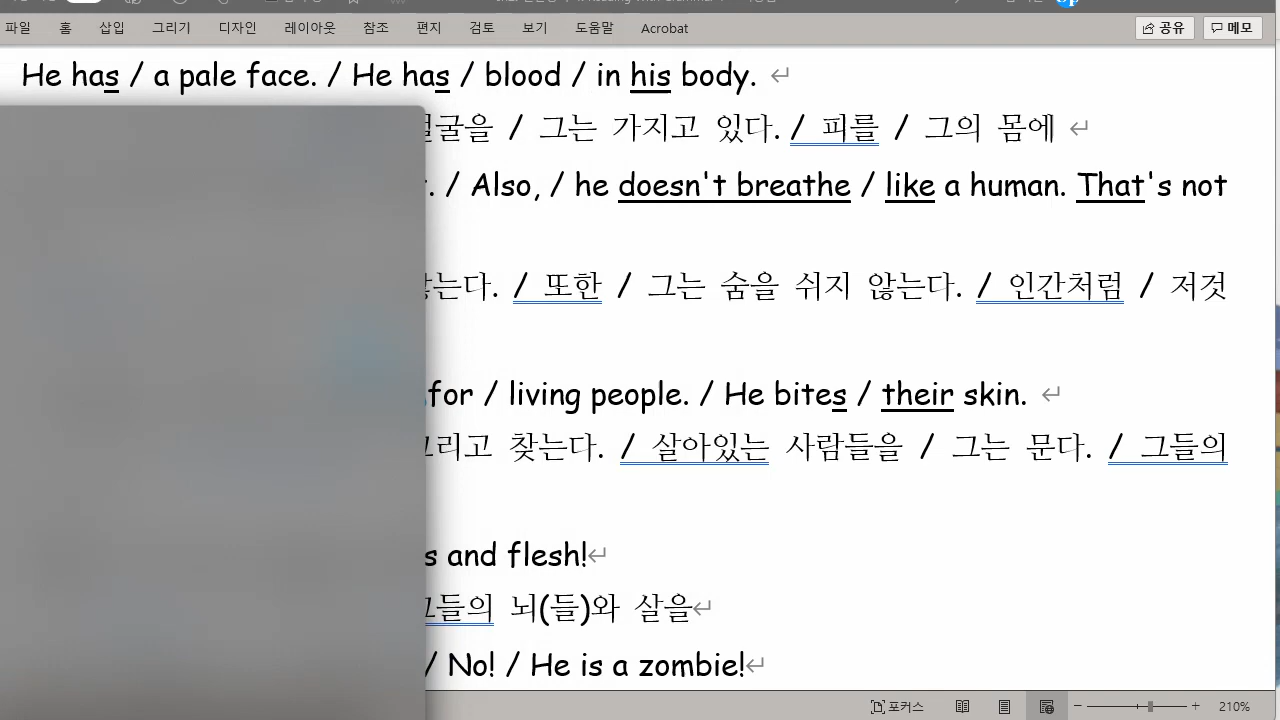 파일 홈 삽입 그리기 디자인 레이아웃 참조 편지 검토 보기 도움말 Acrobat 공유 메모
He has / a pale face. / He has / blood / in his body.
을 / 그는 가지고 있다. / 피를 / 그의 몸에
. / Also, / he doesn't breathe / like a human. That's not
는다. / 또한 / 그는 숨을 쉬지 않는다. / 인간처럼 / 저것
for / living people. / He bites / their skin.
그리고 찾는다. / 살아있는 사람들을 / 그는 문다. / 그들의
s and flesh!
그들의 뇌(들)와 살을
/ No! / He is a zombie!
포커스 210%